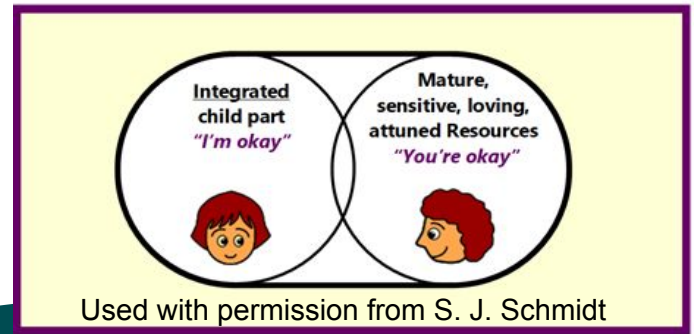 Integrated
child part
"I'm okay"
Mature,
sensitive, loving,
attuned Resources
"You're okay"
Used with permission from S. J. Schmidt